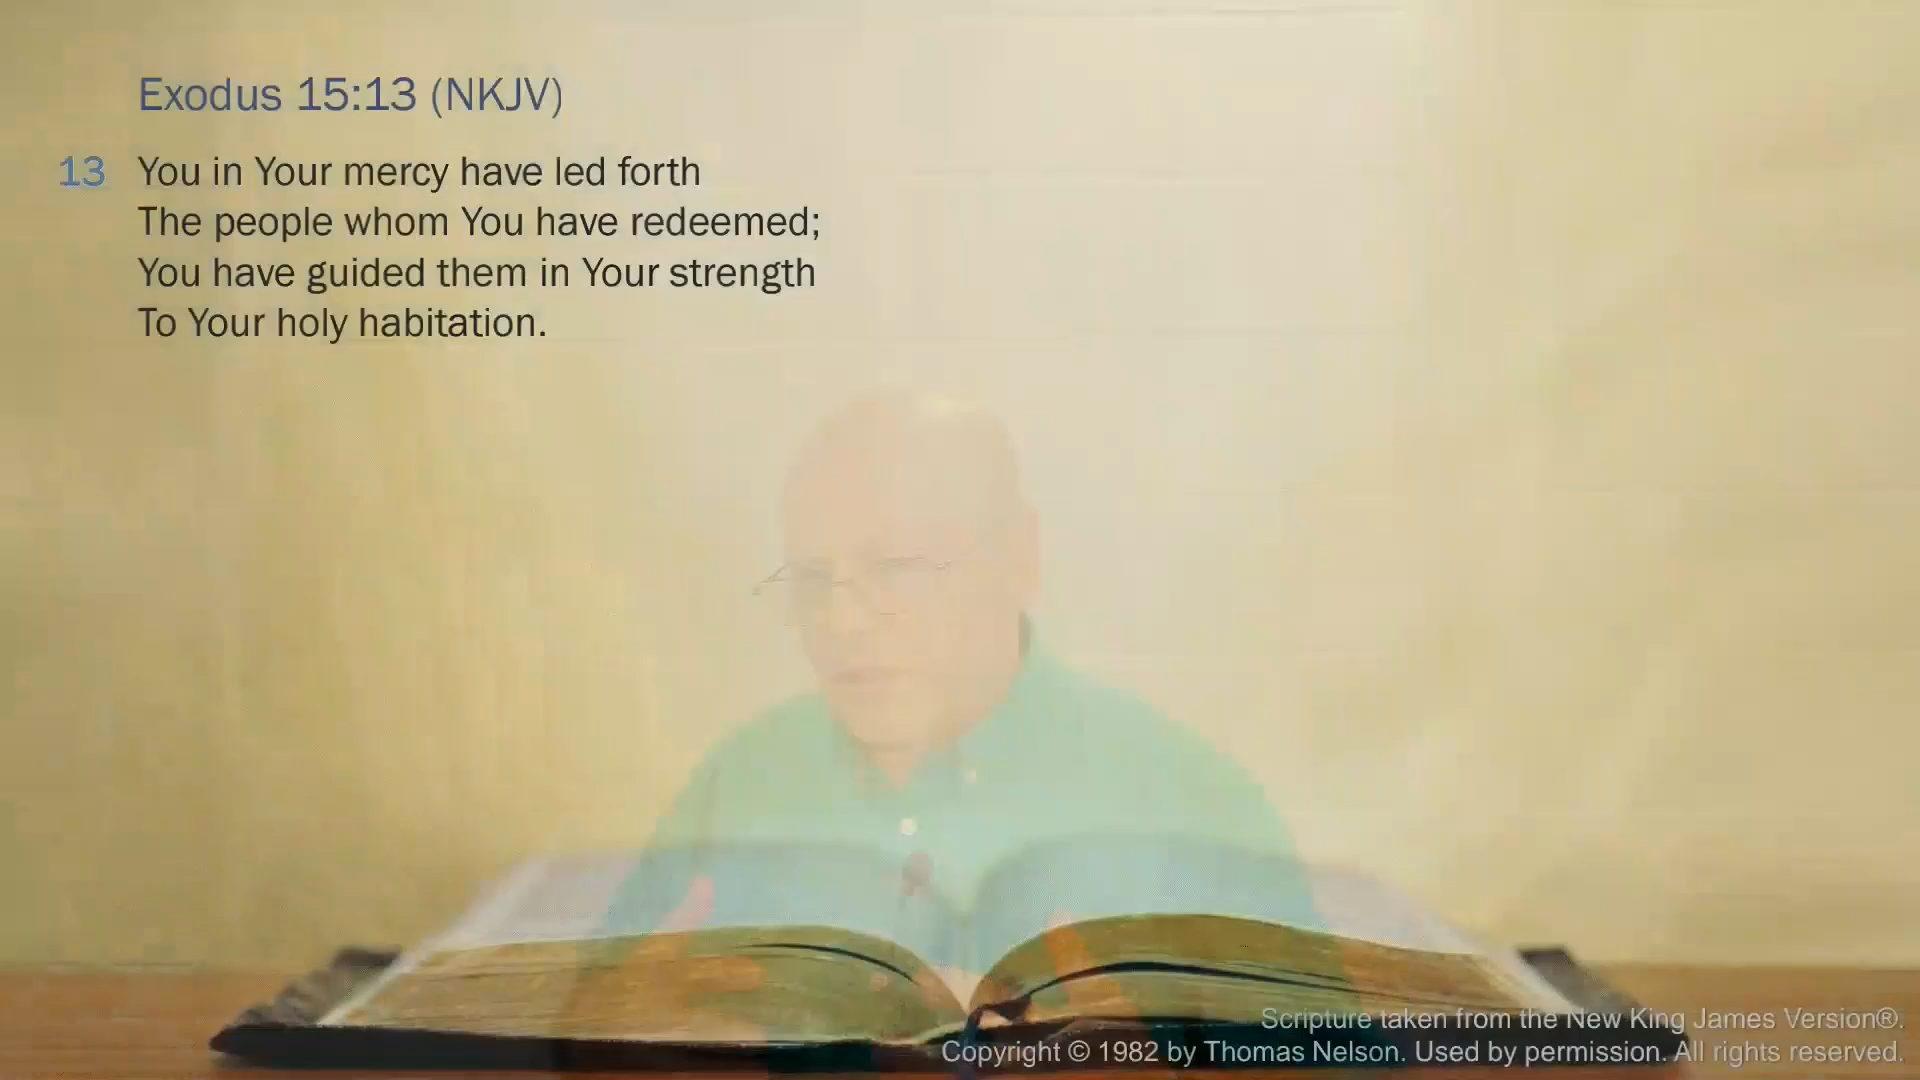 Exodus 15:13 (NKJV)
13 You in Your mercy have led forth
The people whom You have redeemed;
You have guided them in Your strength
To Your holy habitation.
Scripture taken from the New King James Version®.
Copyright © 1982 by Thomas Nelson. Used by permission. All rights reserved.